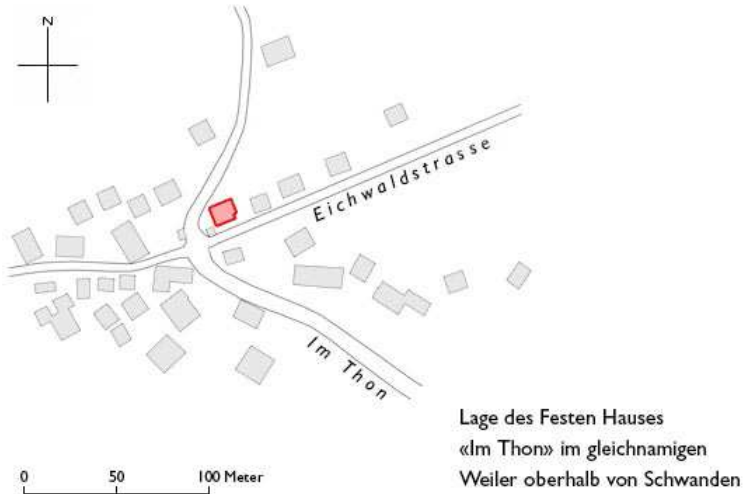 N
Eichwaldstrasse
Im Thon
Lage des Festen Hauses
«Im Thon» im gleichnamigen
Weiler oberhalb von Schwanden
0 50 100 Meter